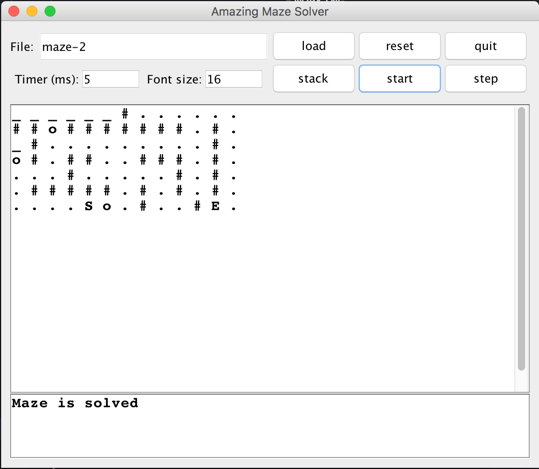 Amazing Maze Solver
File: maze-2 load reset quit
Timer (ms): 5 Font size: 16 stack start step
_ _ _ _ _ _ # . . . . . .
# # o # # # # # # # . # .
_ # . . . . . . . . . # .
o # . # # . . # # # . # .
. . . # . . . . . # . # .
. # # # # # . # . # . # .
. . . . S o . # . . # E .
Maze is solved